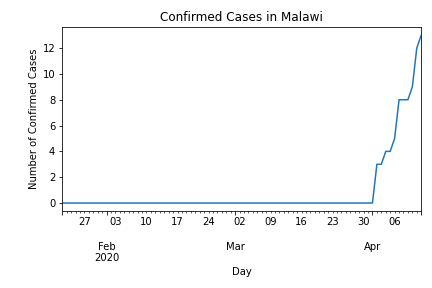 Confirmed Cases in Malawi
Number of Confirmed Cases
12
10
8
6
4
2
0
27 03 10 17 24 02 09 16 23 30 06
Feb Mar Apr
2020
Day